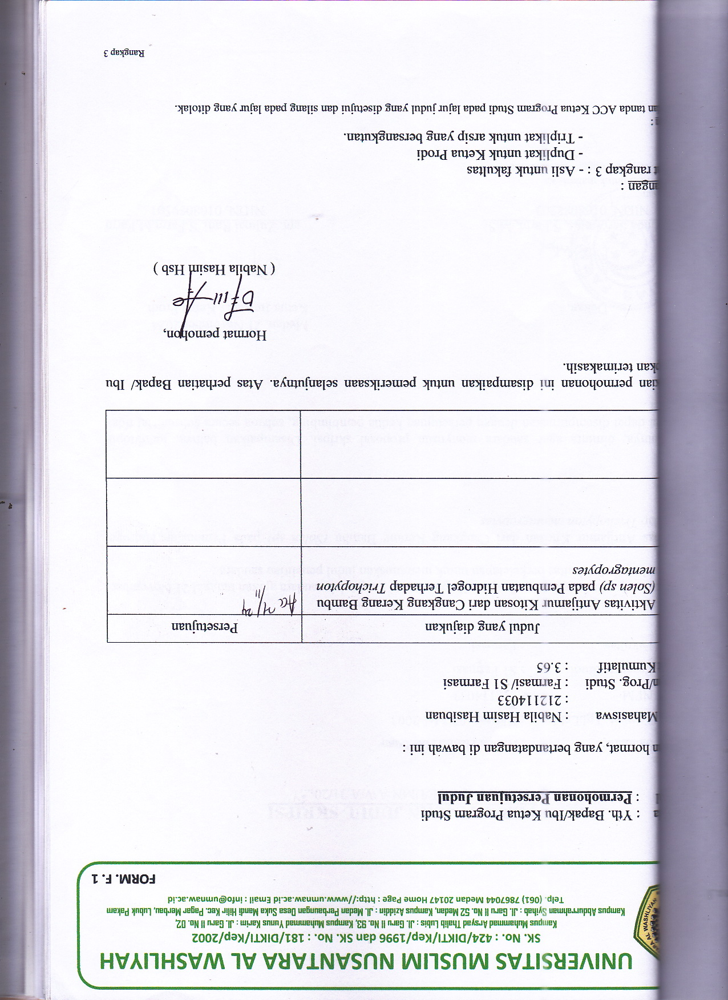 UNIVERSITAS MUSLIM NUSANTARA AL WASHLIYAH
SK. No. : 424/DIKTI/Kep/1996 dan SK. No. : 181/DIKTI/Kep/2002
Kampus Muhammad Arsyad Thalib Lubis : Jl. Garu II No. 93, Kampus Muhammad Yunus Karim : Jl. Garu II No. 02,
Kampus Abdurrahman Syihab : Jl. Garu II No. 52 Medan, Kampus Aziddin : Jl. Medan Perbaungan Desa Suka Mandi Hilir Kec. Pagar Merbau, Lubuk Pakam
Telp. (061) 7867044 Medan 20147 Home Page : http://www.umnaw.ac.id Email : info@umnaw.ac.id
FORM. F. 1
: Yth. Bapak/Ibu Ketua Program Studi
: Permohonan Persetujuan Judul
hormat, yang bertandatangan di bawah ini :
Mahasiswa : Nabila Hasim Hasibuan
: 212114033
/Prog. Studi : Farmasi/ S1 Farmasi
Kumulatif : 3.65
Judul yang diajukan Persetujuan
Aktivitas Antijamur Kitosan dari Cangkang Kerang Bambu
(Solen sp) pada Pembuatan Hidrogel Terhadap Trichopyton
mentagropytes
Acc
permohonan ini disampaikan untuk pemeriksaan selanjutnya. Atas perhatian Bapak/ Ibu
kan terimakasih.
Hormat pemohon,
( Nabila Hasim Hsb )
angan :
rangkap 3 : - Asli untuk fakultas
- Duplikat untuk Ketua Prodi
- Triplikat untuk arsip yang bersangkutan.
:
an tanda ACC Ketua Program Studi pada lajur judul yang disetujui dan silang pada lajur yang ditolak.
Rangkap 3